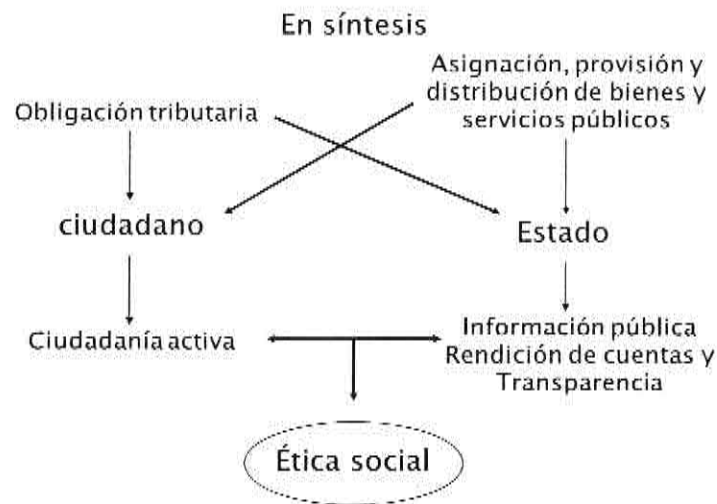 En síntesis
Obligación tributaria
Asignación, provisión y
distribución de bienes y
servicios públicos
ciudadano
Estado
Ciudadanía activa
Información pública
Rendición de cuentas y
Transparencia
Ética social